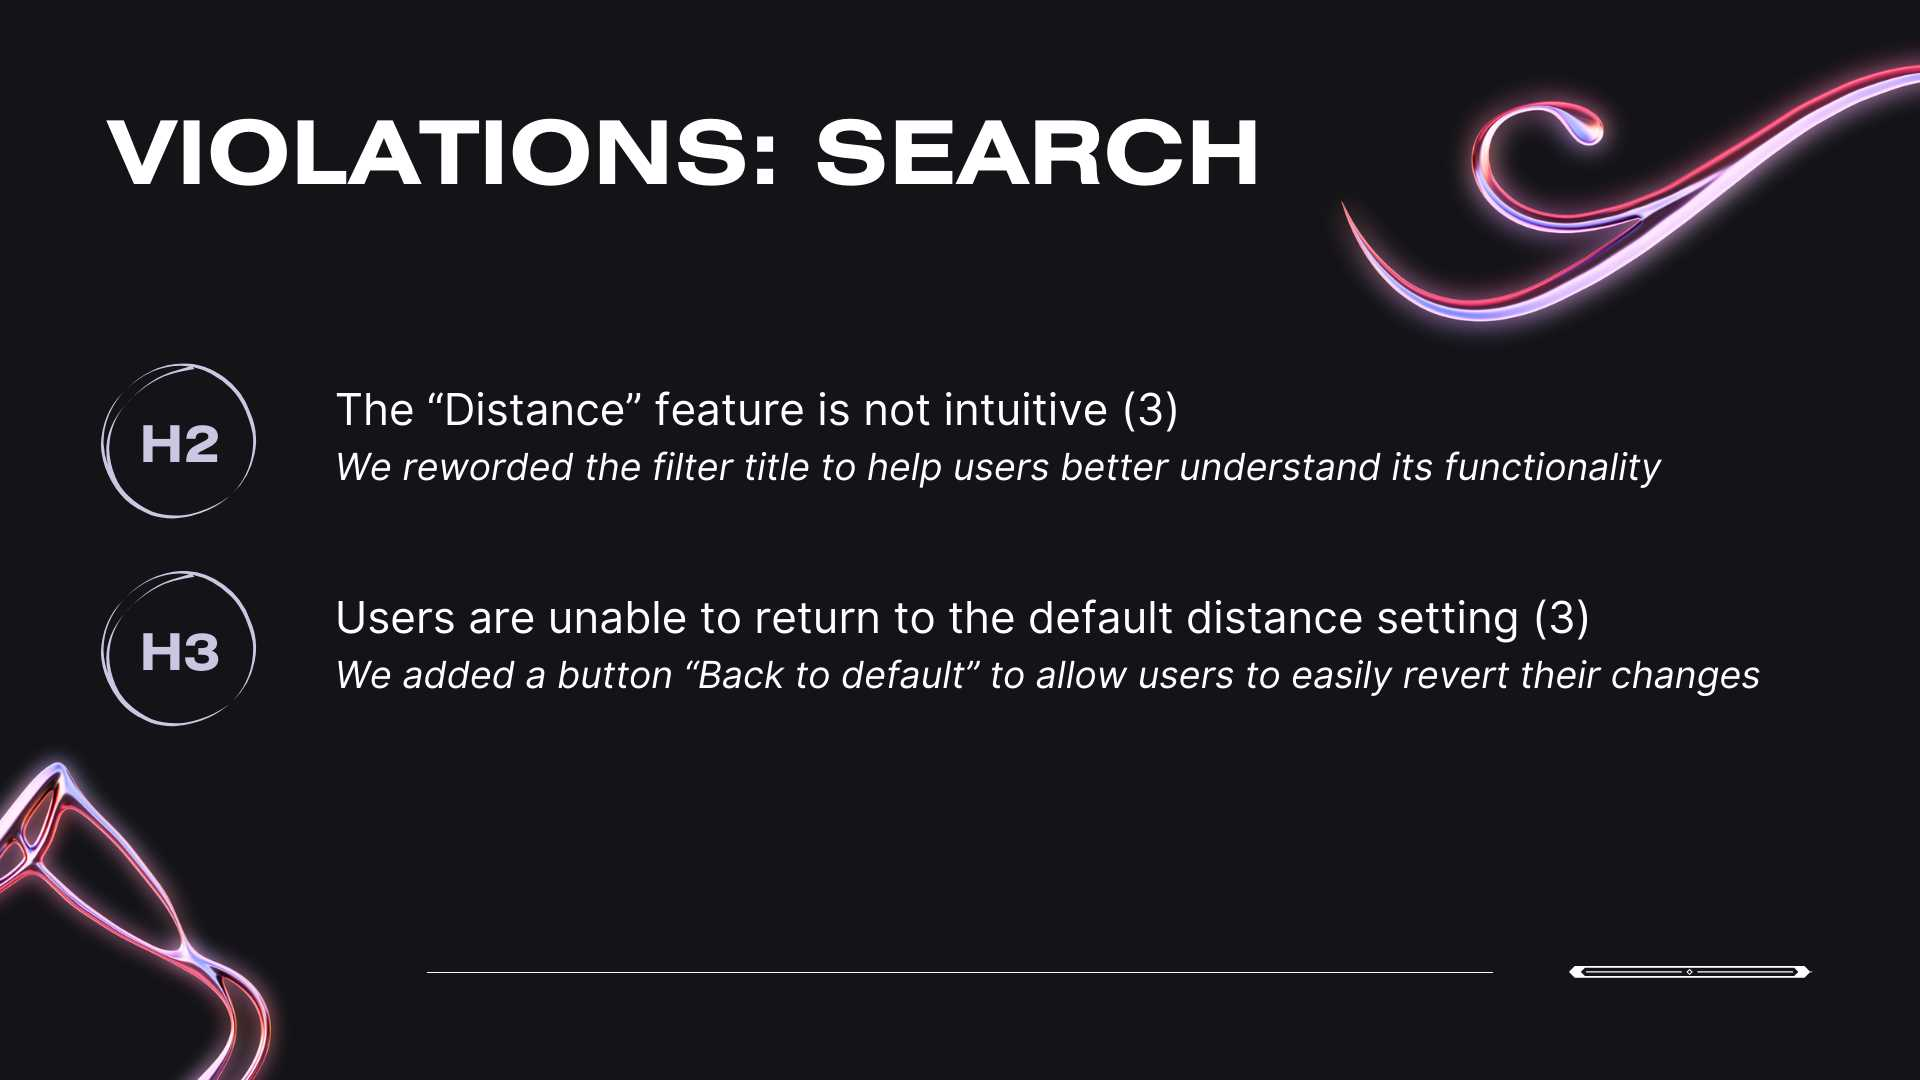 VIOLATIONS: SEARCH
H2
The “Distance” feature is not intuitive (3)
We reworded the filter title to help users better understand its functionality
H3
Users are unable to return to the default distance setting (3)
We added a button “Back to default” to allow users to easily revert their changes